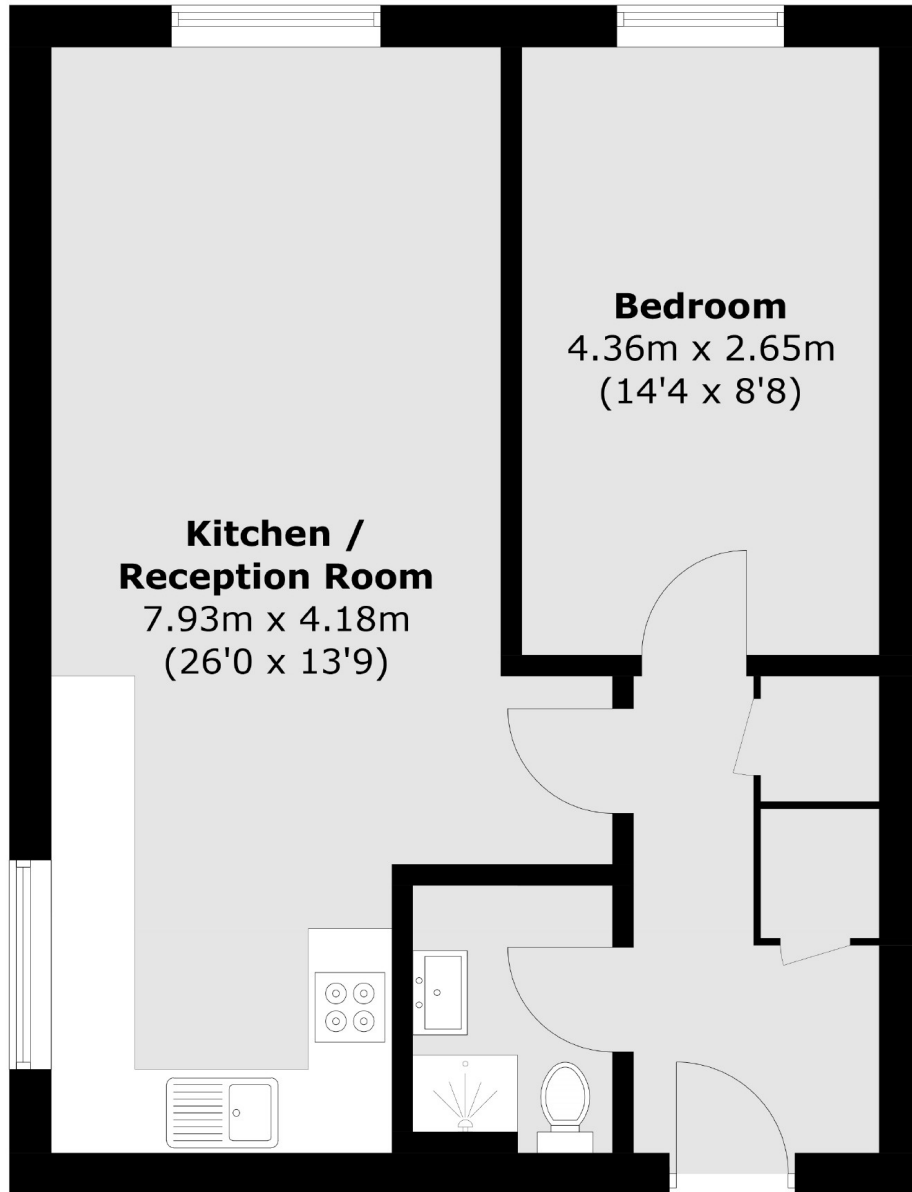 Bedroom
4.36m x 2.65m
(14'4 x 8'8)
Kitchen /
Reception Room
7.93m x 4.18m
(26'0 x 13'9)